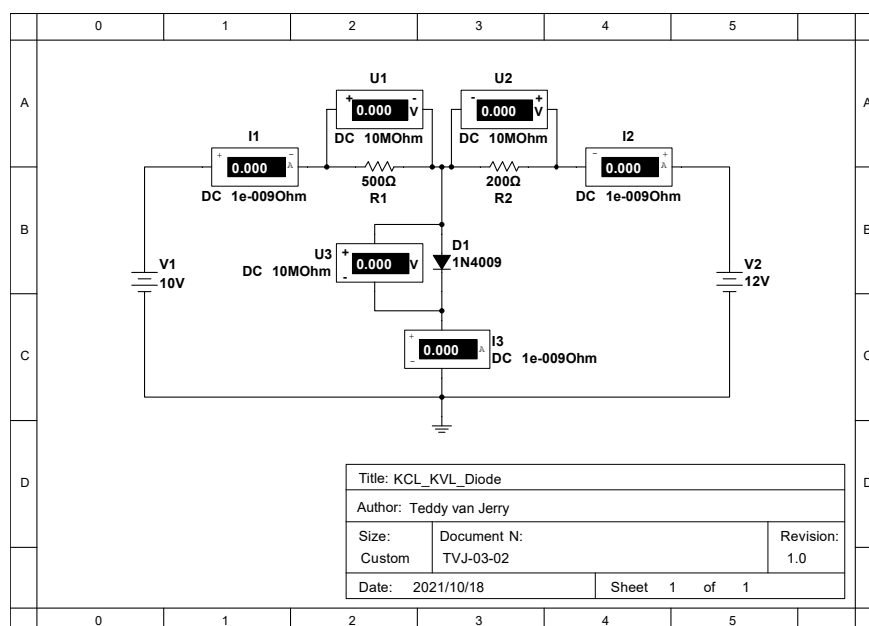 0 1 2 3 4 5
U1 U2
A + - - + A
0.000 V 0.000 V
DC 10MOhm DC 10MOhm
I1 I2
+ - - +
0.000 A 0.000 A
500Ω 200Ω
DC 1e-009Ohm R1 R2 DC 1e-009Ohm
B B
U3 + D1
0.000 V 1N4009
DC 10MOhm -
V1 V2
10V 12V
+ I3
C 0.000 A C
- DC 1e-009Ohm
D D
Title: KCL_KVL_Diode
Author: Teddy van Jerry
Size: Document N: Revision:
Custom TVJ-03-02 1.0
Date: 2021/10/18 Sheet 1 of 1
0 1 2 3 4 5